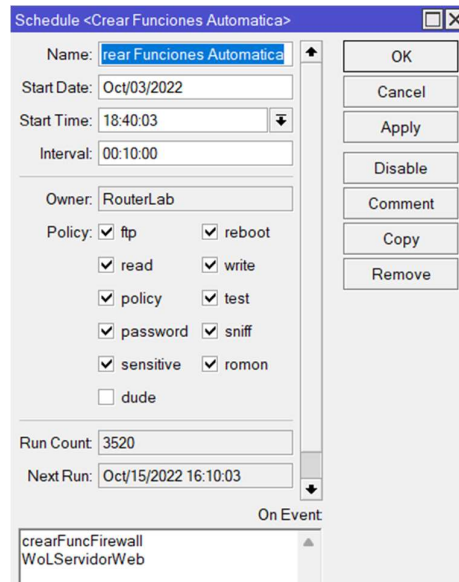 Schedule <Crear Funciones Automatica>
Name: rear Funciones Automatica
Start Date: Oct/03/2022
Start Time: 18:40:03
Interval: 00:10:00
Owner: RouterLab
Policy: ftp reboot
read write
policy test
password sniff
sensitive romon
dude
Run Count: 3520
Next Run: Oct/15/2022 16:10:03
On Event:
crearFuncFirewall
WoLServidorWeb
OK
Cancel
Apply
Disable
Comment
Copy
Remove